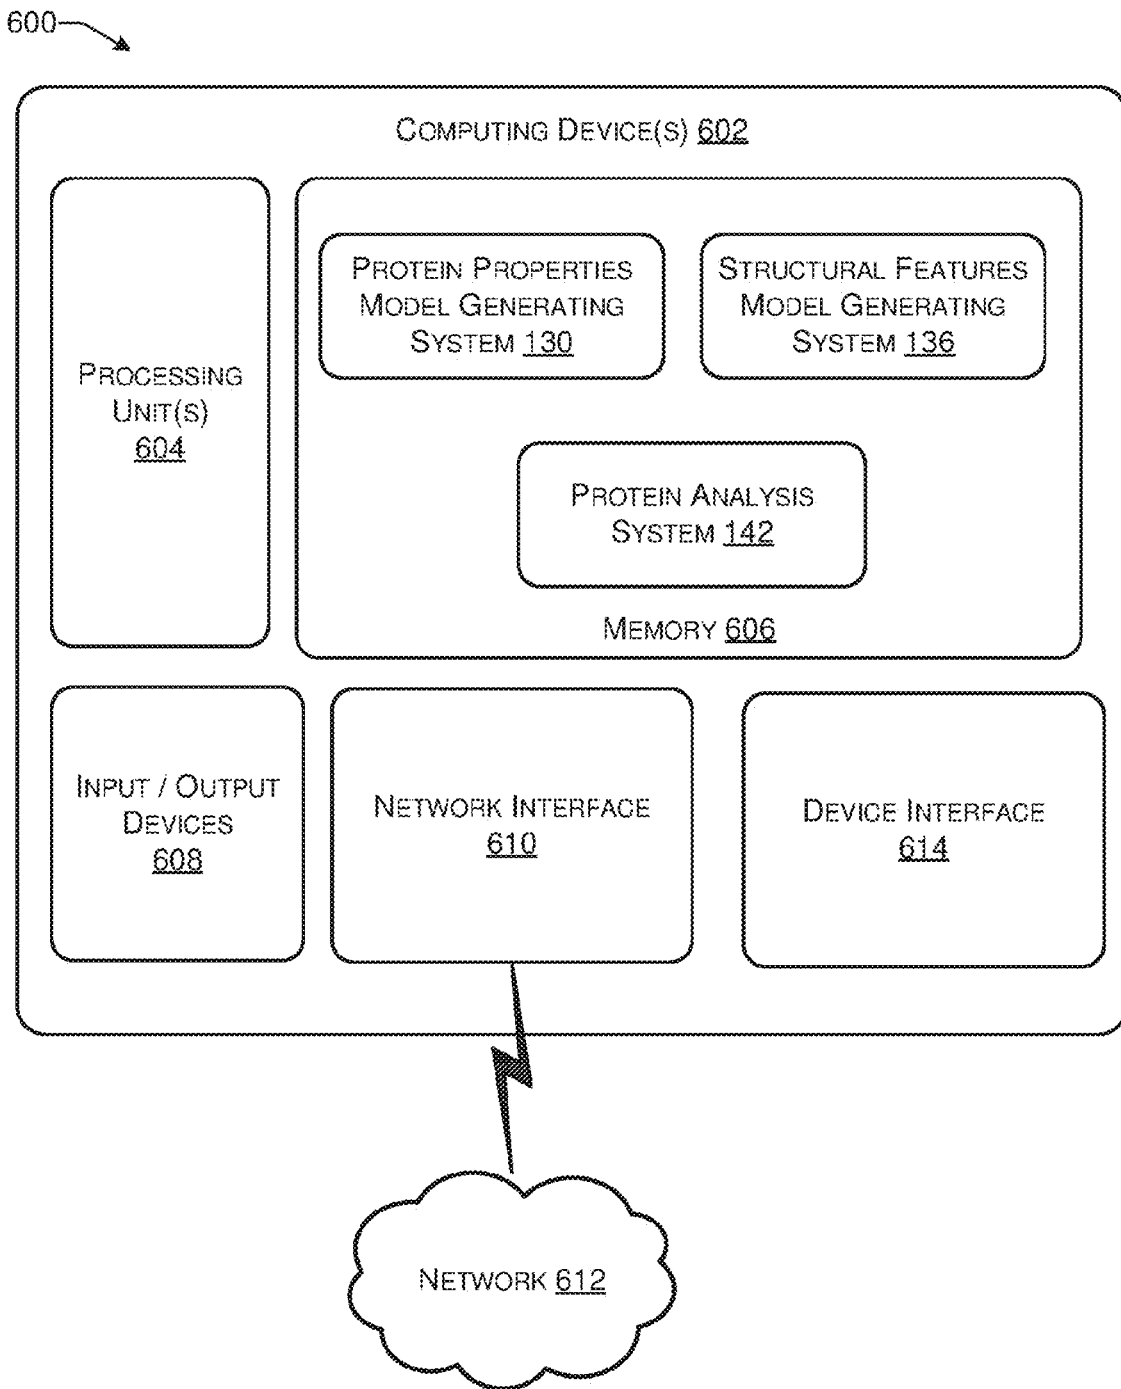 600
COMPUTING DEVICE(S) 602
PROCESSING
UNIT(S)
604
PROTEIN PROPERTIES
MODEL GENERATING
SYSTEM 130
STRUCTURAL FEATURES
MODEL GENERATING
SYSTEM 136
PROTEIN ANALYSIS
SYSTEM 142
MEMORY 606
INPUT / OUTPUT
DEVICES
608
NETWORK INTERFACE
610
DEVICE INTERFACE
614
NETWORK 612